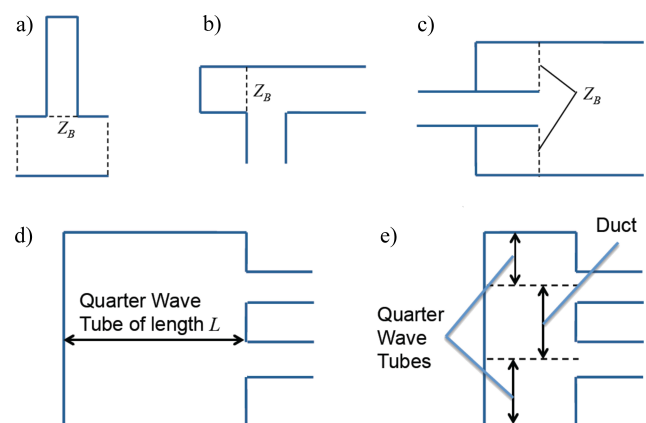 a)
b)
c)
Z_B
Z_B
Z_B
d)
e)
Duct
Quarter Wave
Tube of length L
Quarter
Wave
Tubes